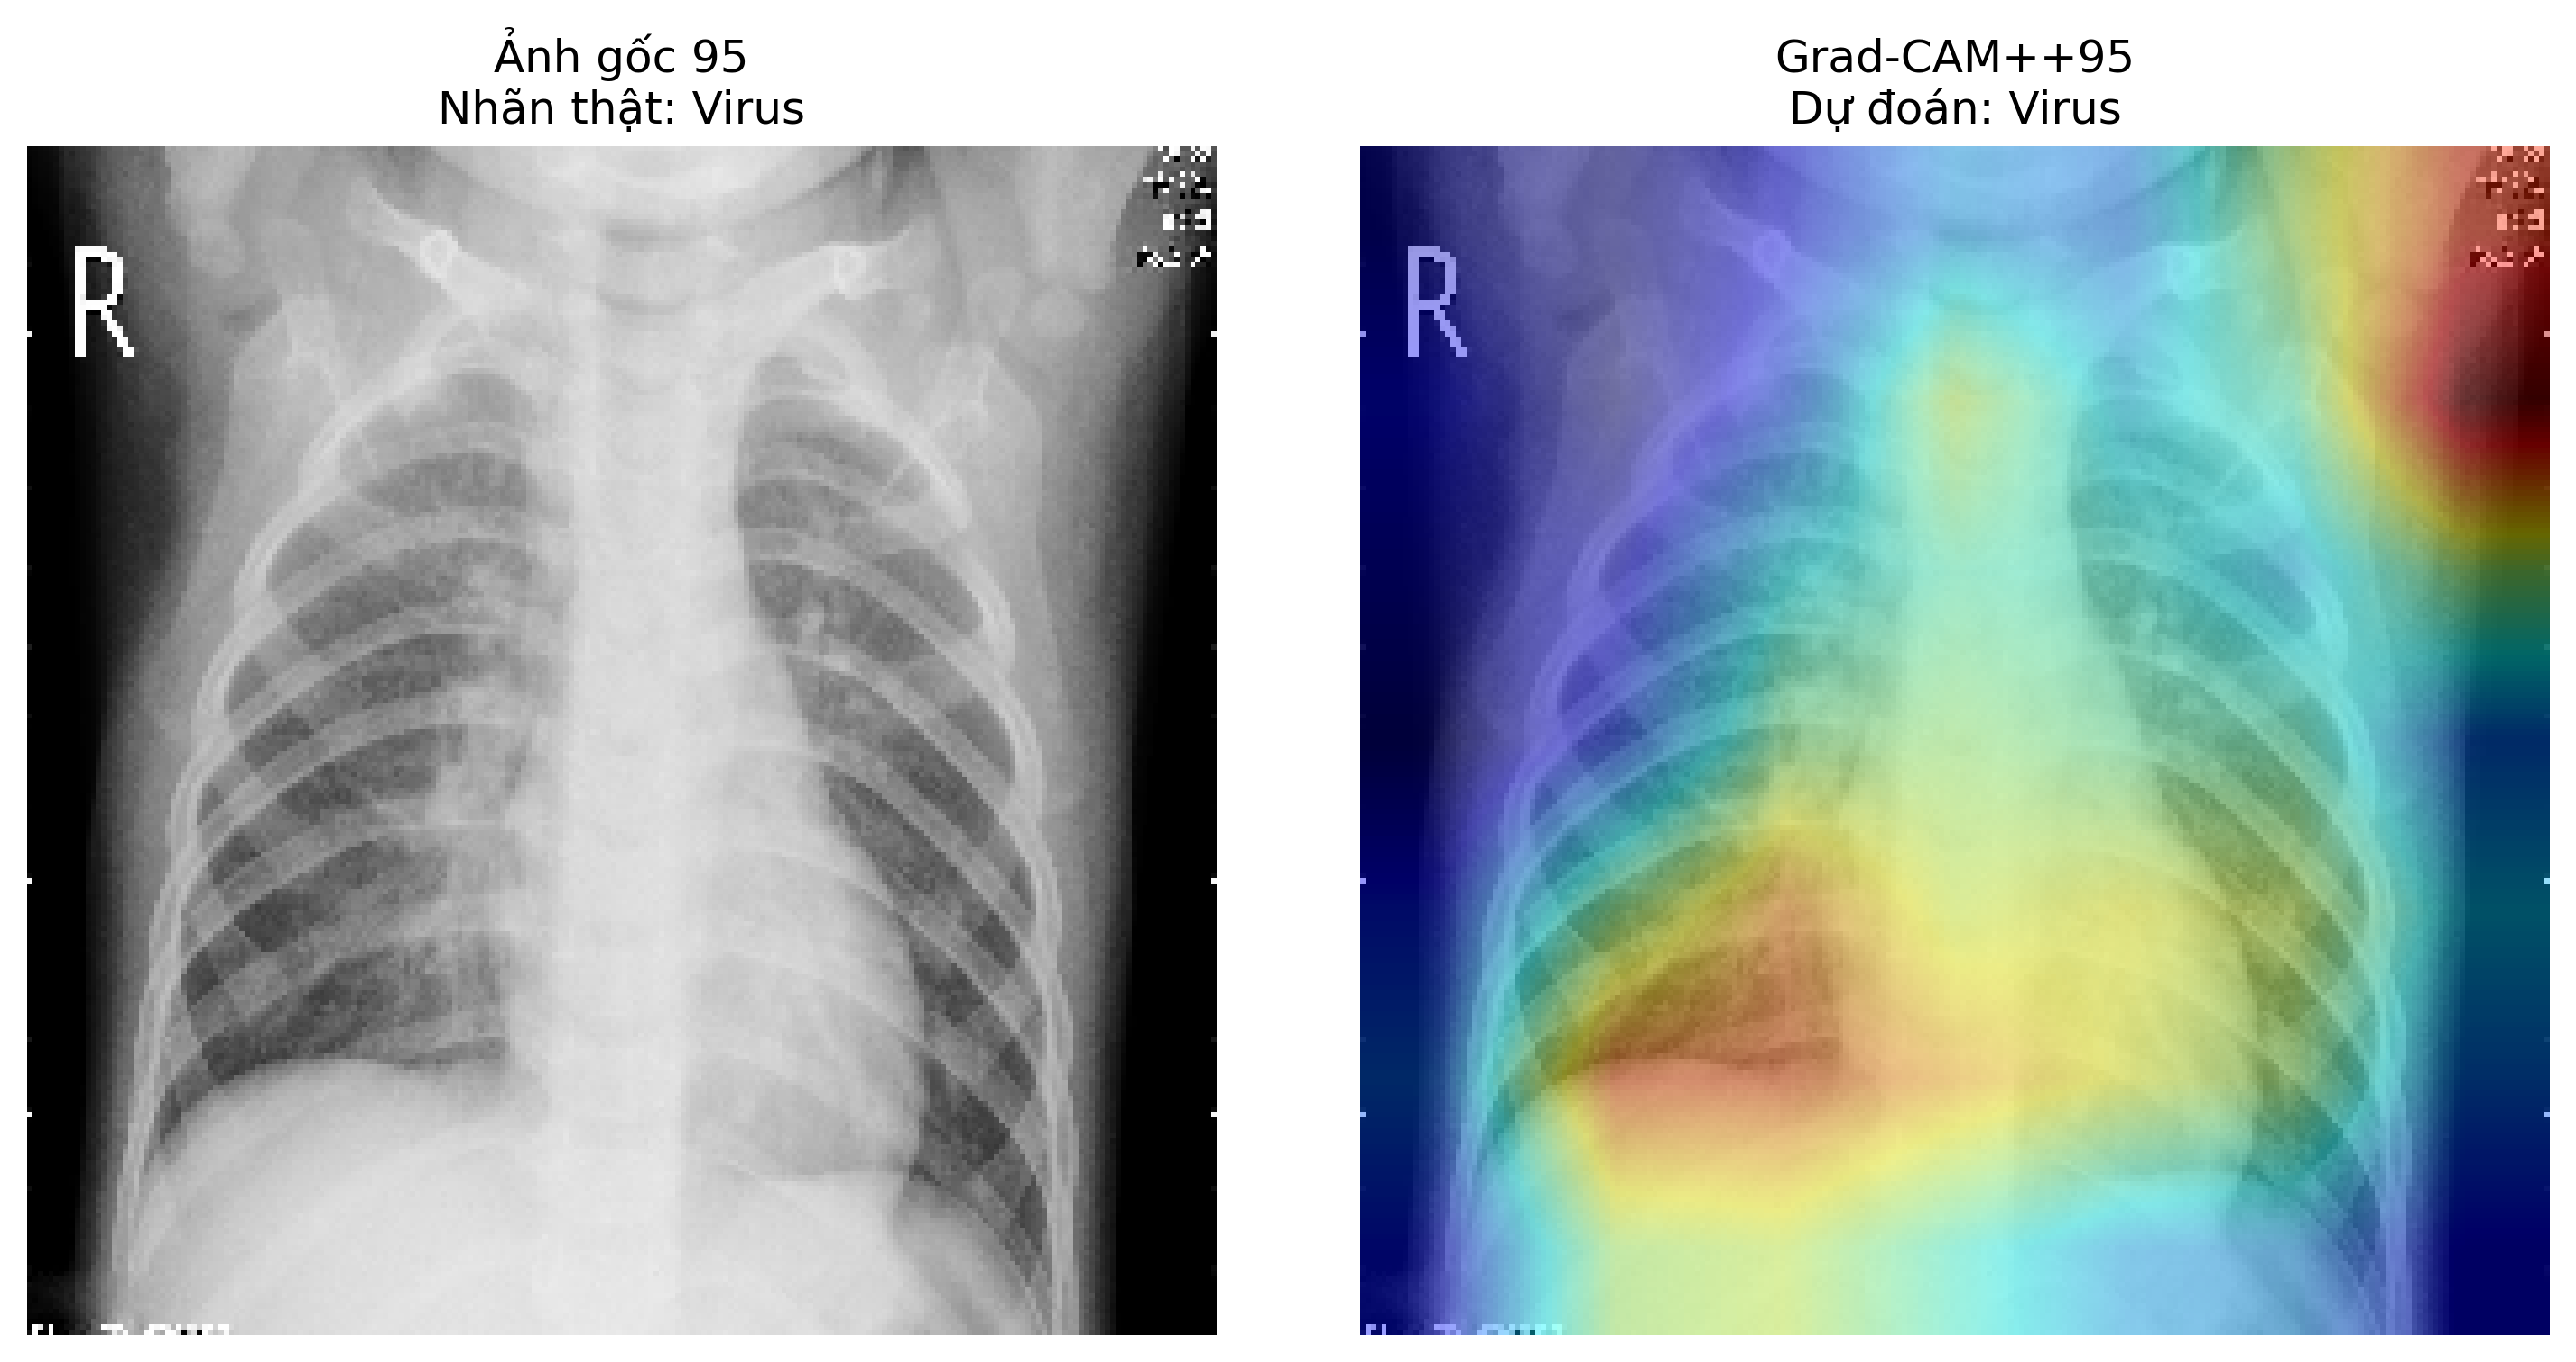 Ảnh gốc 95
Nhãn thật: Virus
R
Grad-CAM++95
Dự đoán: Virus
R